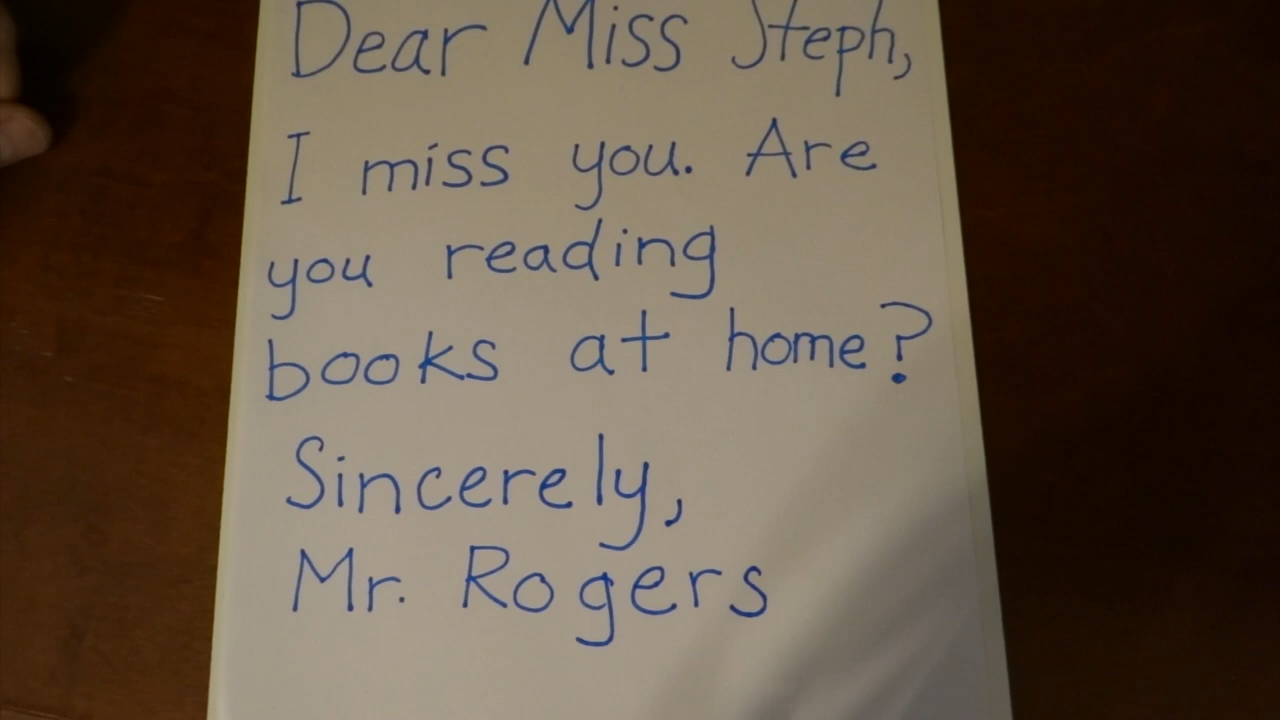 Dear Miss Steph,
I miss you. Are
you reading
books at home?
Sincerely,
Mr. Rogers